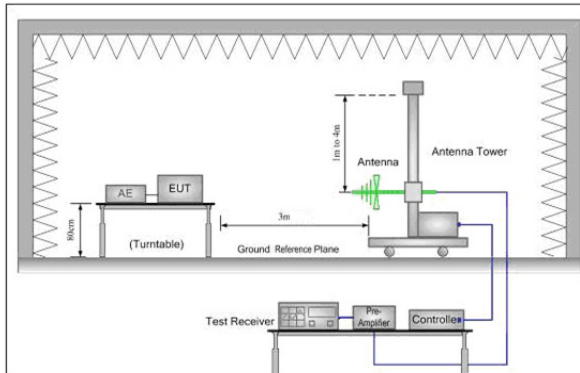 1m to 4m
Antenna
Antenna Tower
AE
EUT
80cm
3m
(Turntable)
Ground Reference Plane
Test Receiver
Pre-
Amplifier
Controller